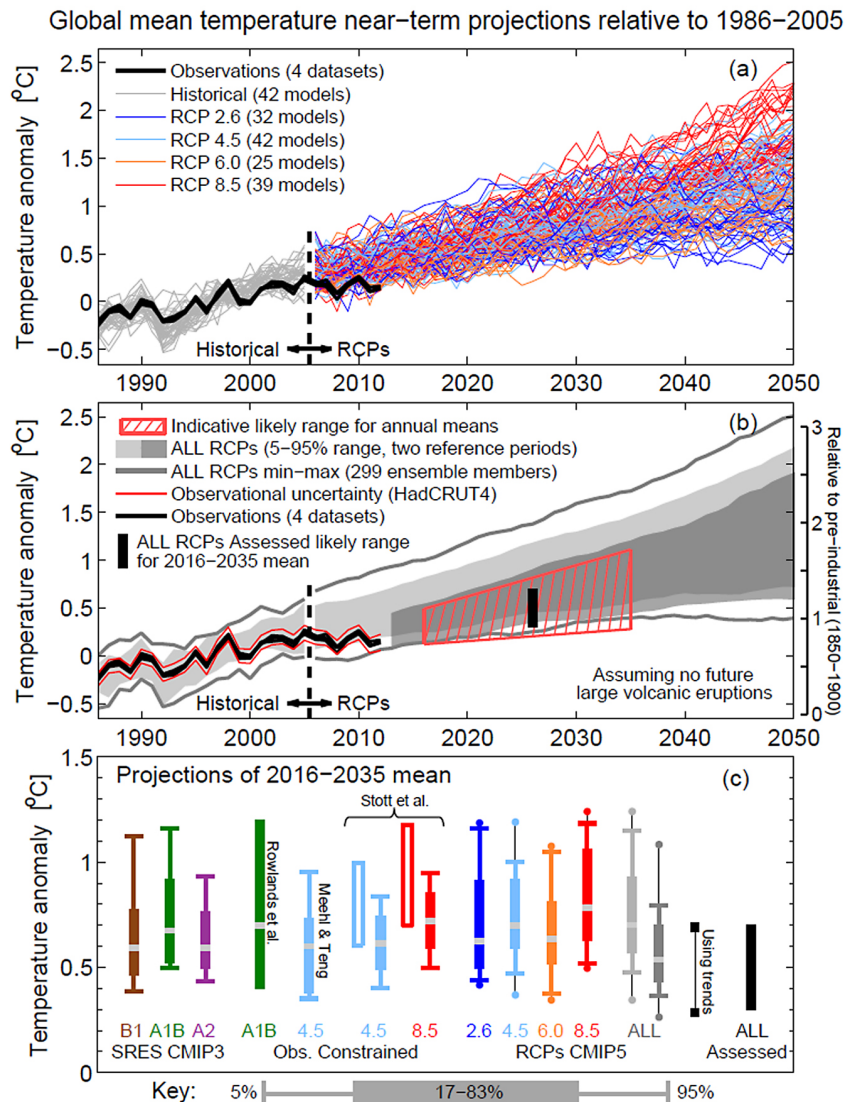 Global mean temperature near−term projections relative to 1986−2005
(a)
Temperature anomaly [ºC]
2.5
2
1.5
1
0.5
0
−0.5
Observations (4 datasets)
Historical (42 models)
RCP 2.6 (32 models)
RCP 4.5 (42 models)
RCP 6.0 (25 models)
RCP 8.5 (39 models)
Historical RCPs
1990 2000 2010 2020 2030 2040 2050
(b)
Temperature anomaly [ºC]
2.5
2
1.5
1
0.5
0
−0.5
Indicative likely range for annual means
ALL RCPs (5−95% range, two reference periods)
ALL RCPs min−max (299 ensemble members)
Observational uncertainty (HadCRUT4)
Observations (4 datasets)
ALL RCPs Assessed likely range
for 2016−2035 mean
Historical RCPs
Assuming no future
large volcanic eruptions
3
2
1
0
Relative to pre−industrial (1850−1900)
1990 2000 2010 2020 2030 2040 2050
Projections of 2016−2035 mean (c)
Temperature anomaly [ºC]
1.5
1
0.5
0
Stott et al.
Rowlands et al.
Meehl & Teng
Using trends
B1 A1B A2 A1B 4.5 4.5 8.5 2.6 4.5 6.0 8.5 ALL ALL
SRES CMIP3 Obs. Constrained RCPs CMIP5 Assessed
Key: 5% 17−83% 95%